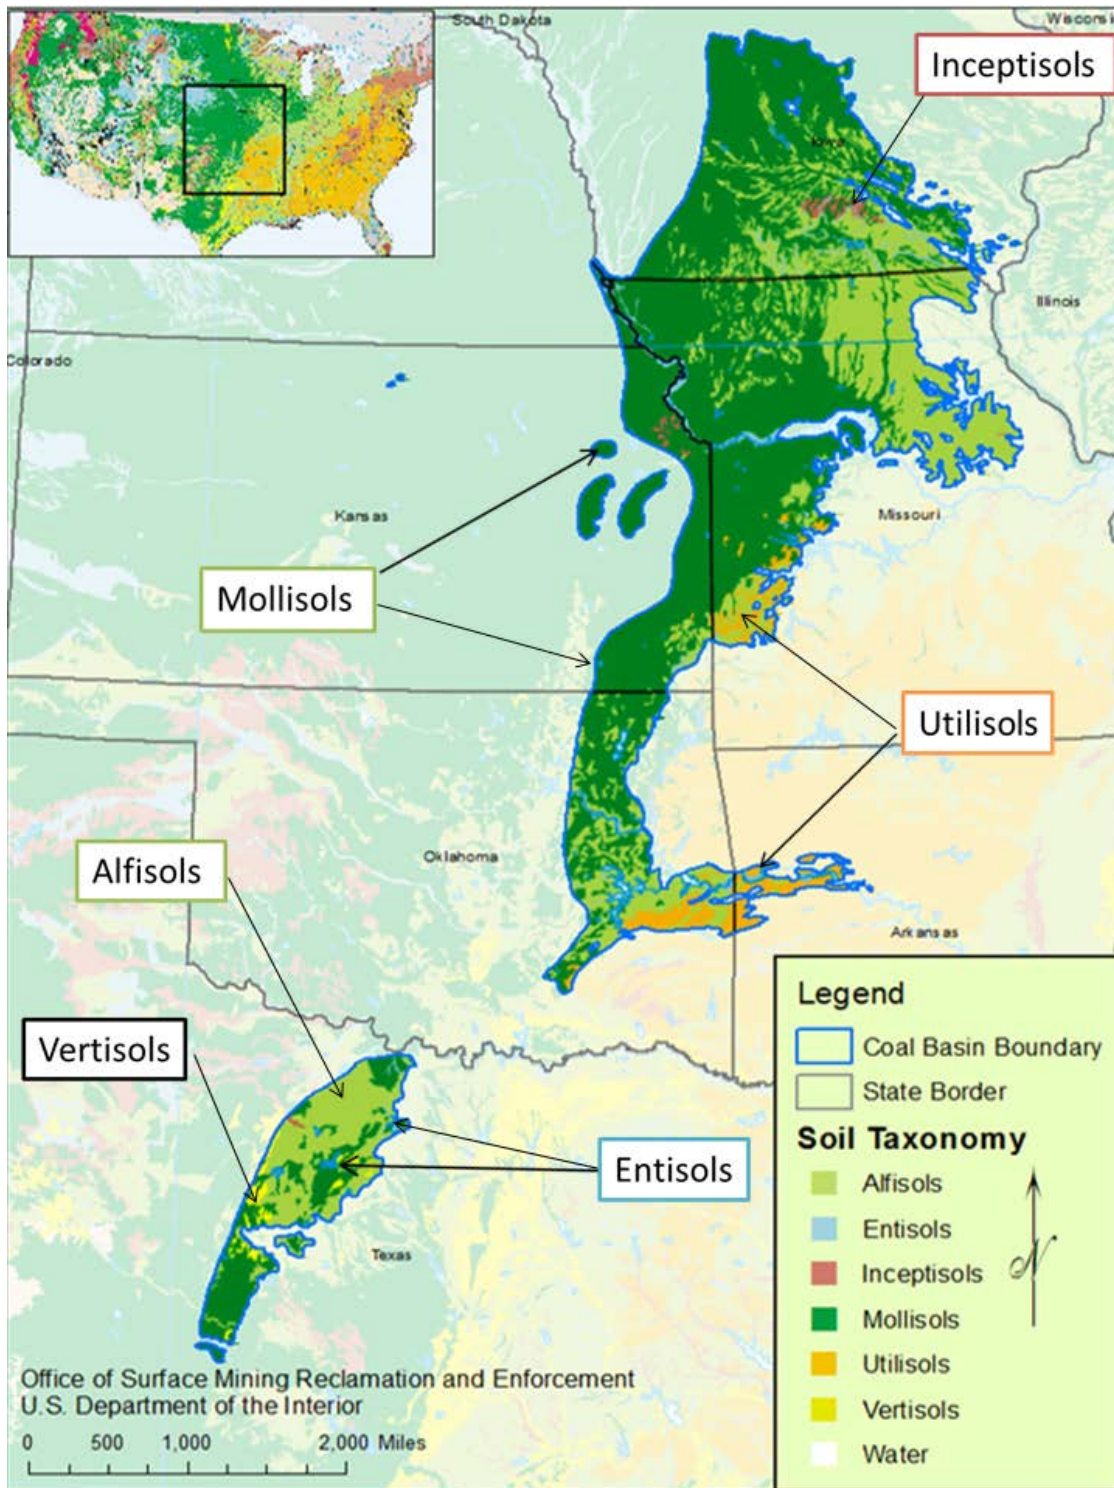 South Dakota
Wisconsi
Inceptisols
Iowa
Illinois
Colorado
Kansas
Missouri
Mollisols
Utilisols
Alfisols
Oklahoma
Arkansas
Vertisols
Entisols
Texas
Legend
Coal Basin Boundary
State Border
Soil Taxonomy
Alfisols
Entisols
Inceptisols
Mollisols
Utilisols
Vertisols
Water
N
Office of Surface Mining Reclamation and Enforcement
U.S. Department of the Interior
0 500 1,000 2,000 Miles